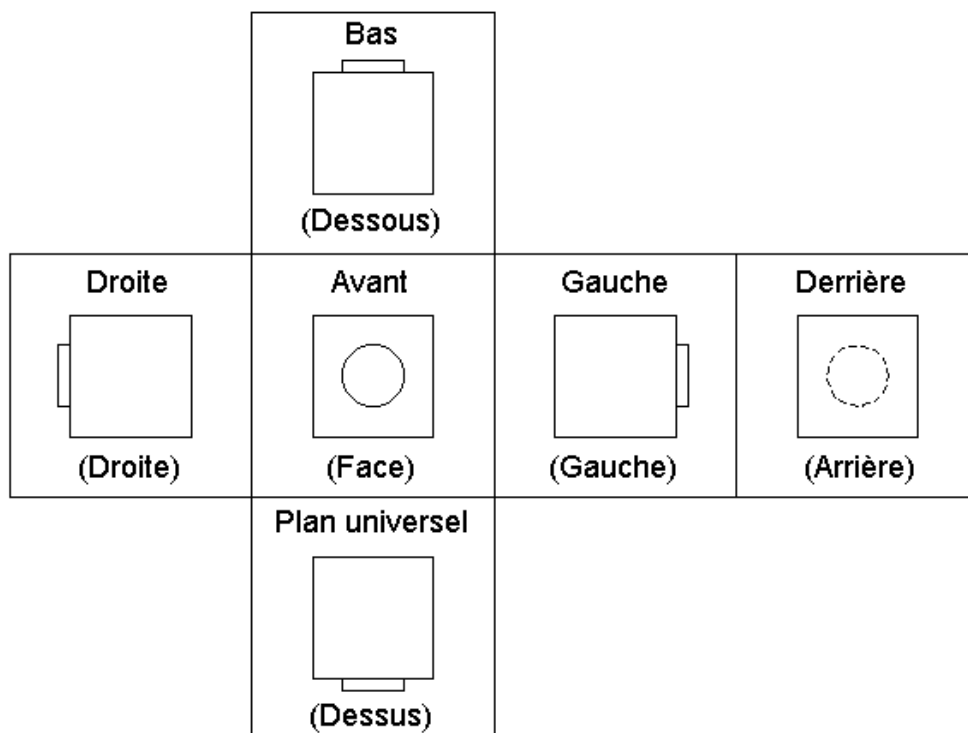 Bas
(Dessous)
Droite
(Droite)
Avant
(Face)
Gauche
(Gauche)
Derrière
(Arrière)
Plan universel
(Dessus)